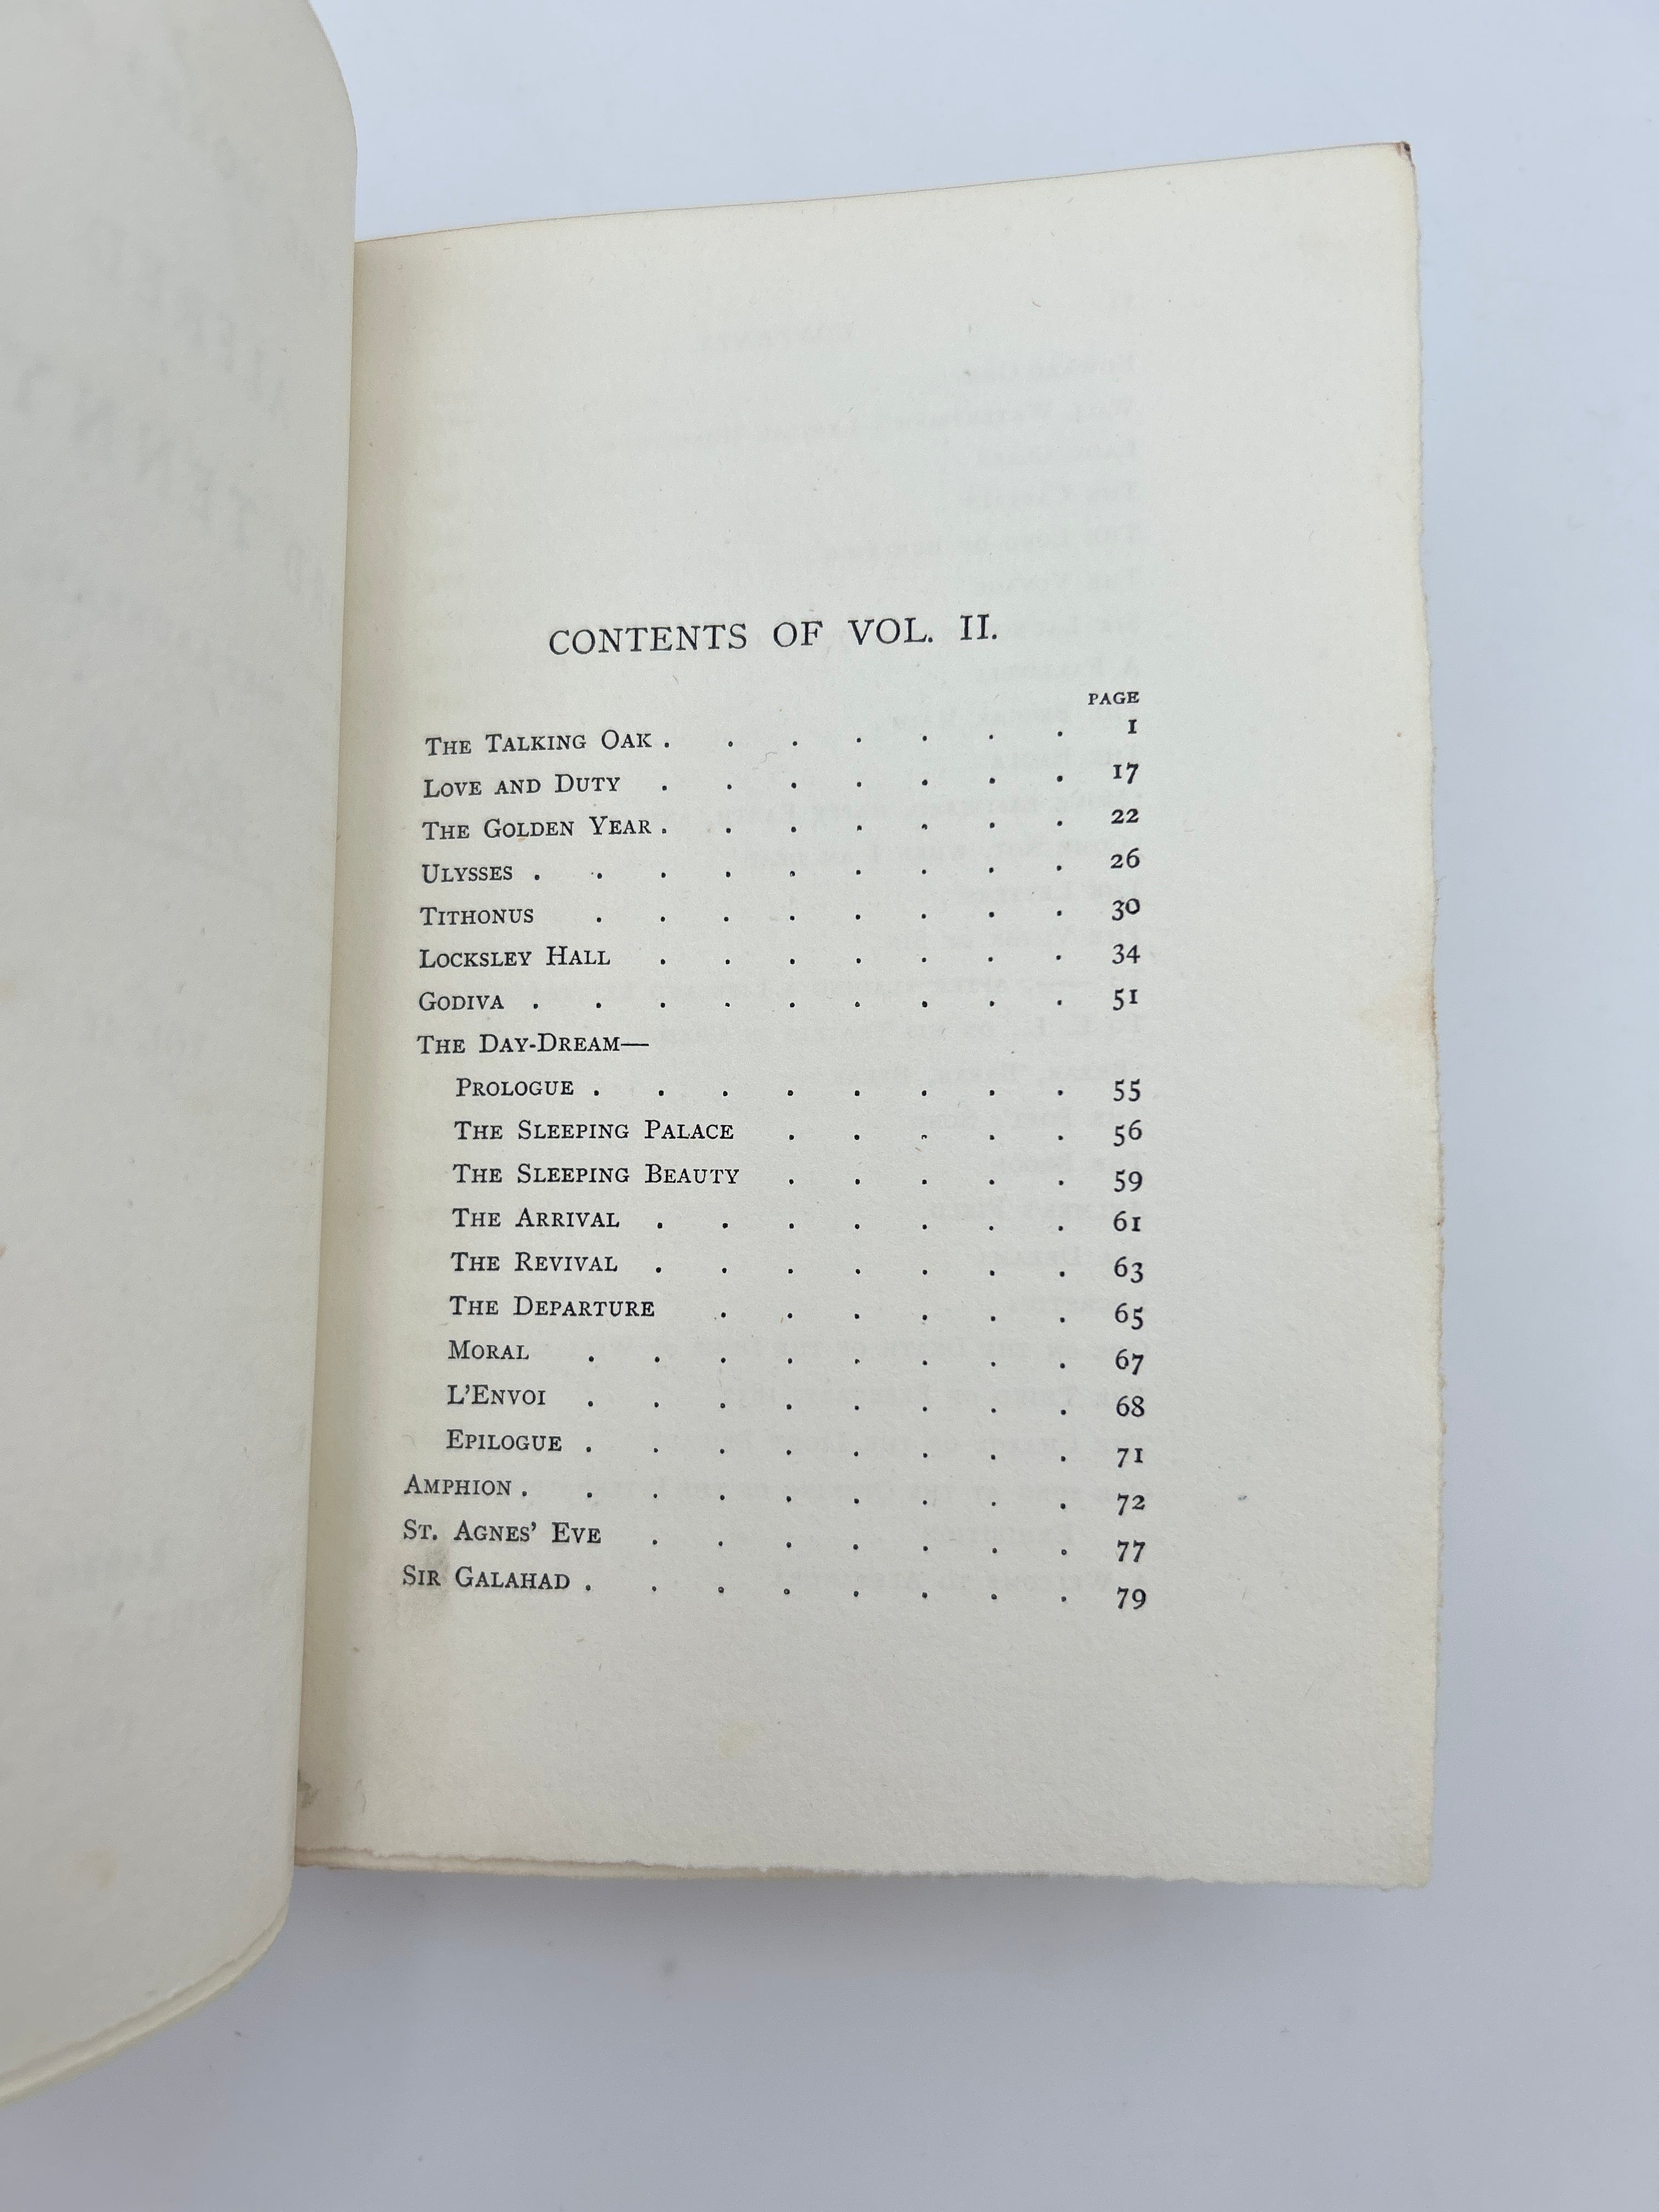 CONTENTS OF VOL. II.
PAGE
THE TALKING OAK . . . . . . . 1
LOVE AND DUTY . . . . . . . 17
THE GOLDEN YEAR . . . . . . . 22
ULYSSES . . . . . . . . . 26
TITHONUS . . . . . . . . 30
LOCKSLEY HALL . . . . . . . 34
GODIVA . . . . . . . . . 51
THE DAY-DREAM—
PROLOGUE . . . . . . . . 55
THE SLEEPING PALACE . . . . . 56
THE SLEEPING BEAUTY . . . . . 59
THE ARRIVAL . . . . . . . 61
THE REVIVAL . . . . . . . 63
THE DEPARTURE . . . . . . 65
MORAL . . . . . . . . 67
L'ENVOI . . . . . . . . 68
EPILOGUE . . . . . . . . 71
AMPHION . . . . . . . . . 72
ST. AGNES' EVE . . . . . . . 77
SIR GALAHAD . . . . . . . . 79